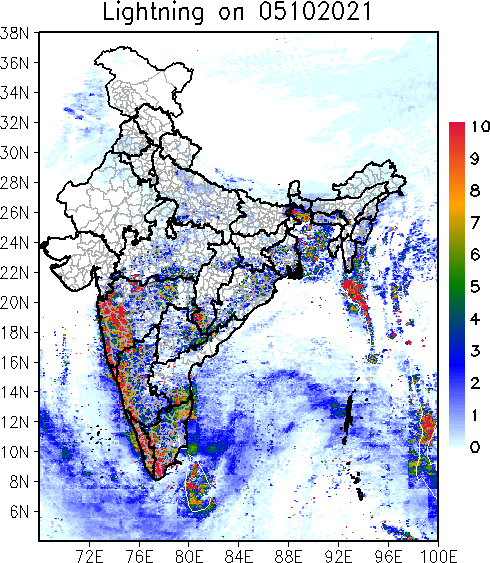 Lightning on 05102021
38N
36N
34N
32N
30N
28N
26N
24N
22N
20N
18N
16N
14N
12N
10N
8N
6N
72E 76E 80E 84E 88E 92E 96E 100E
10
9
8
7
6
5
4
3
2
1
0